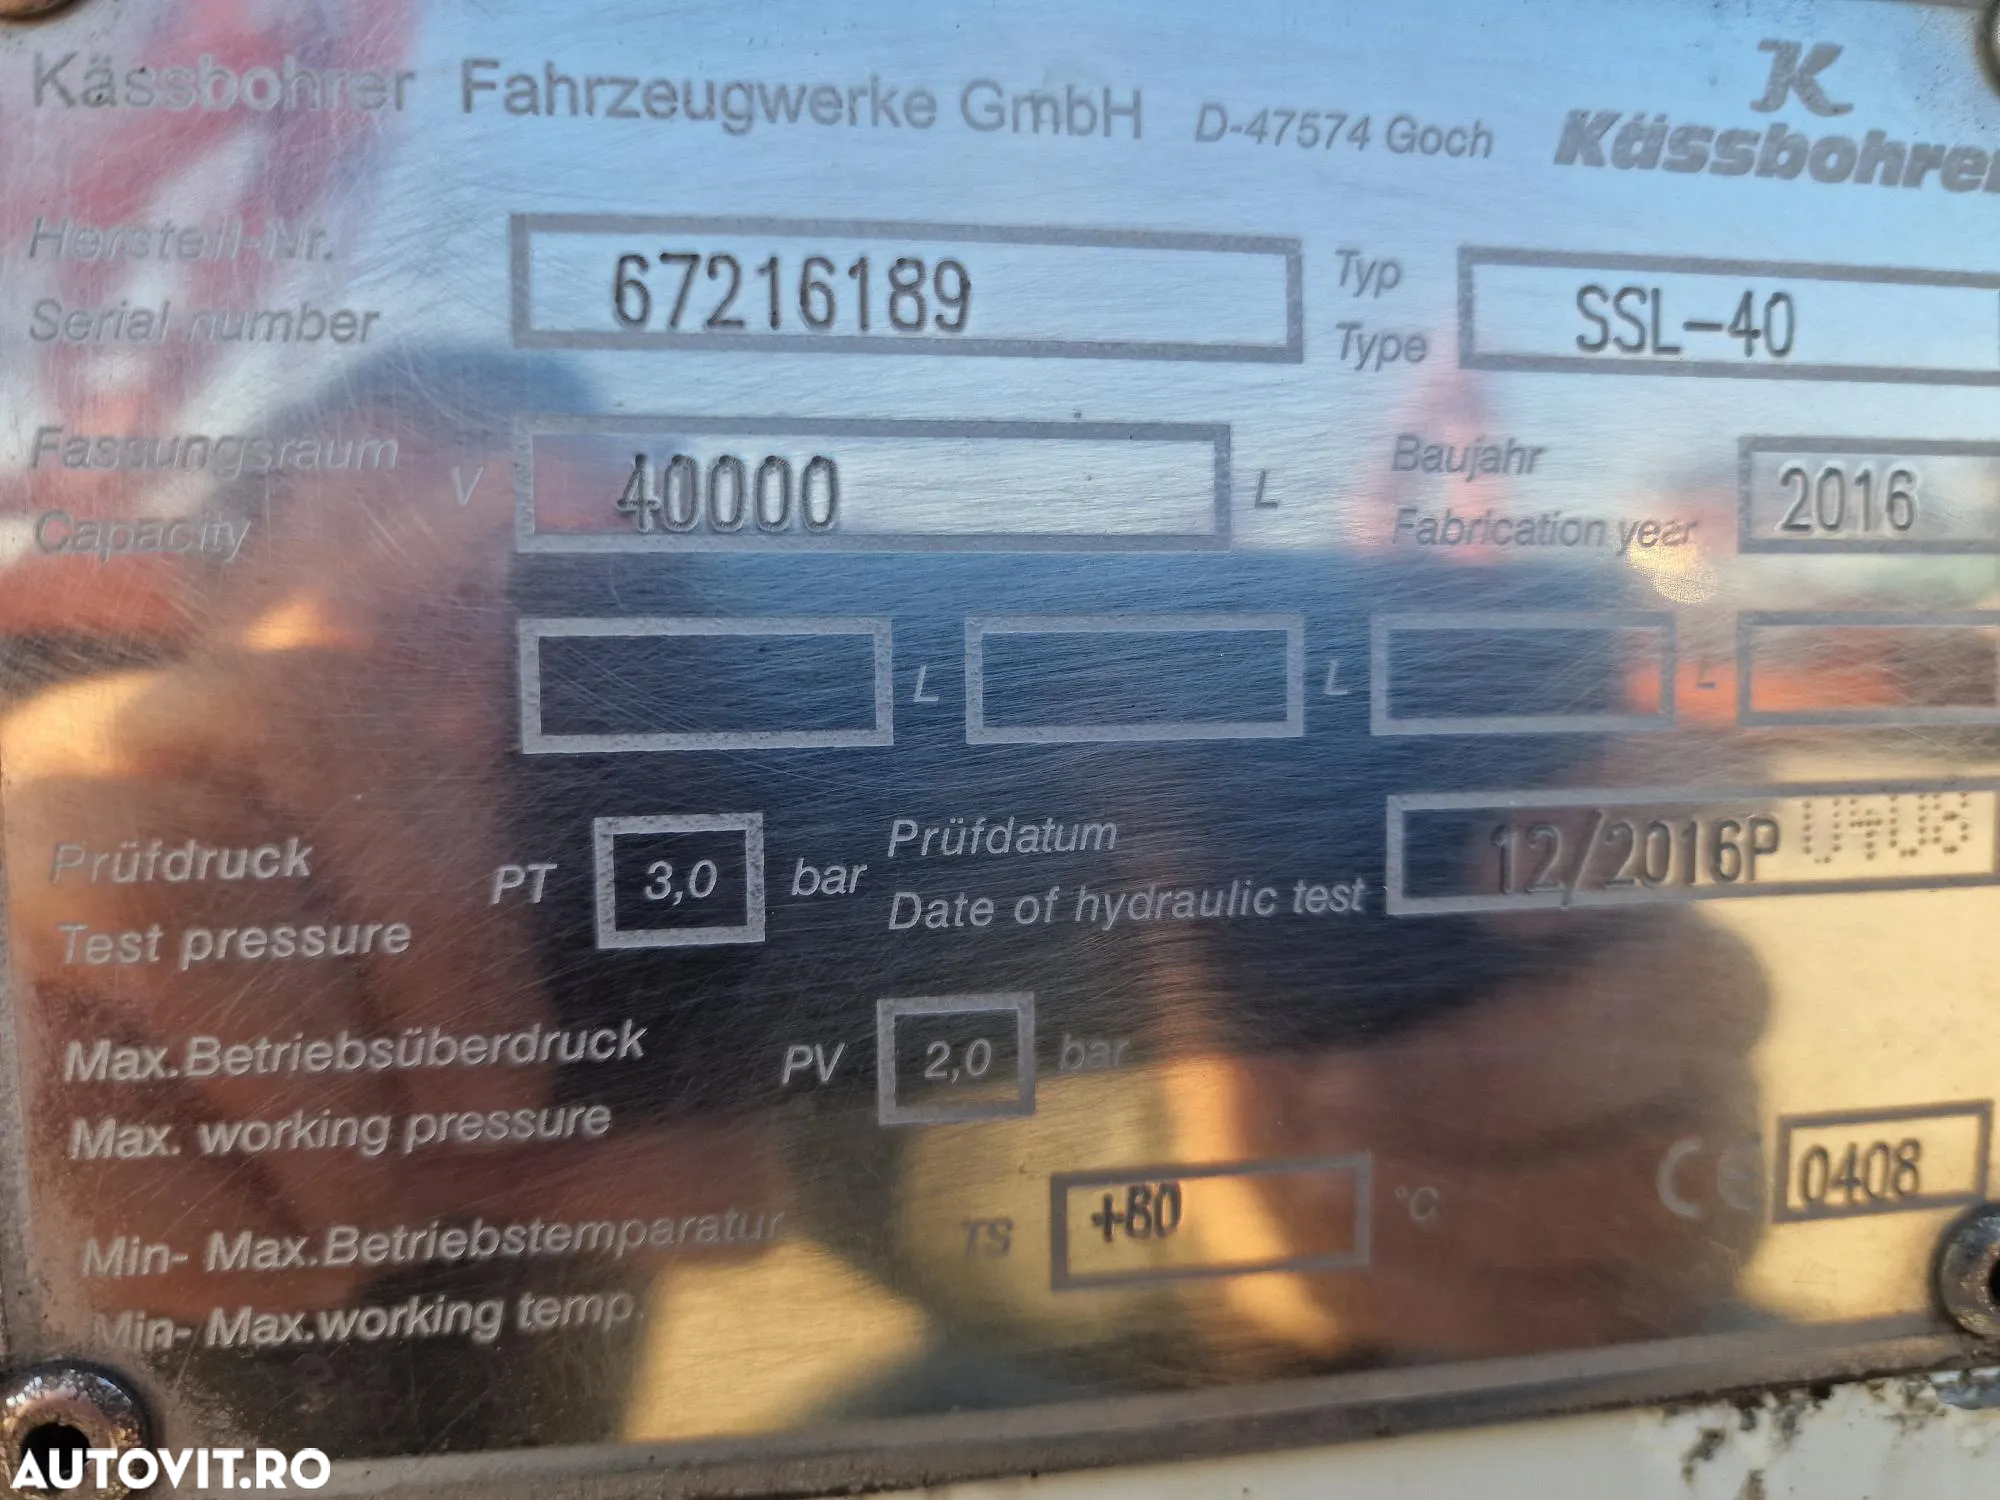 Kässbohrer Fahrzeugwerke GmbH D-47574 Goch
Kässbohrer
Herstell-Nr.
Serial number
67216189
Typ
Type
SSL-40
Fassungsraum
Capacity
V
40000
L
Baujahr
Fabrication year
2016
L
L
L
Prüfdruck
Test pressure
PT
3,0
bar
Prüfdatum
Date of hydraulic test
12/2016P
Max.Betriebsüberdruck
Max. working pressure
PV
2,0
bar
Min- Max.Betriebstemperatur
Min- Max.working temp.
TS
°C
CE
0408
AUTOVIT.RO